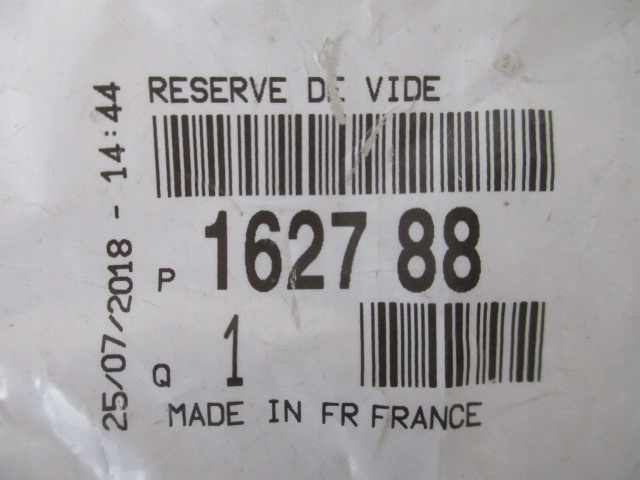 RESERVE DE VIDE
P 1627 88
Q 1
MADE IN FR FRANCE
25/07/2018 - 14:44